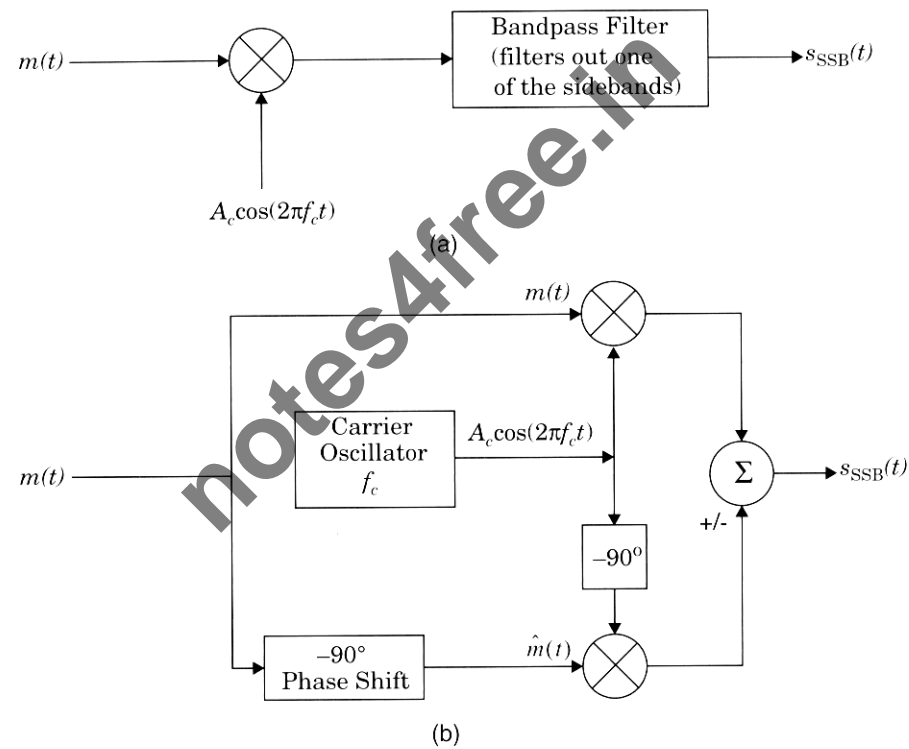 Bandpass Filter
(filters out one
of the sidebands)
m(t)
s_SSB(t)
A_c cos(2πf_c t)
(a)
m(t)
Carrier
Oscillator
f_c
A_c cos(2πf_c t)
m(t)
Σ
s_SSB(t)
+/-
–90°
–90°
Phase Shift
m̂(t)
(b)
notes4free.in